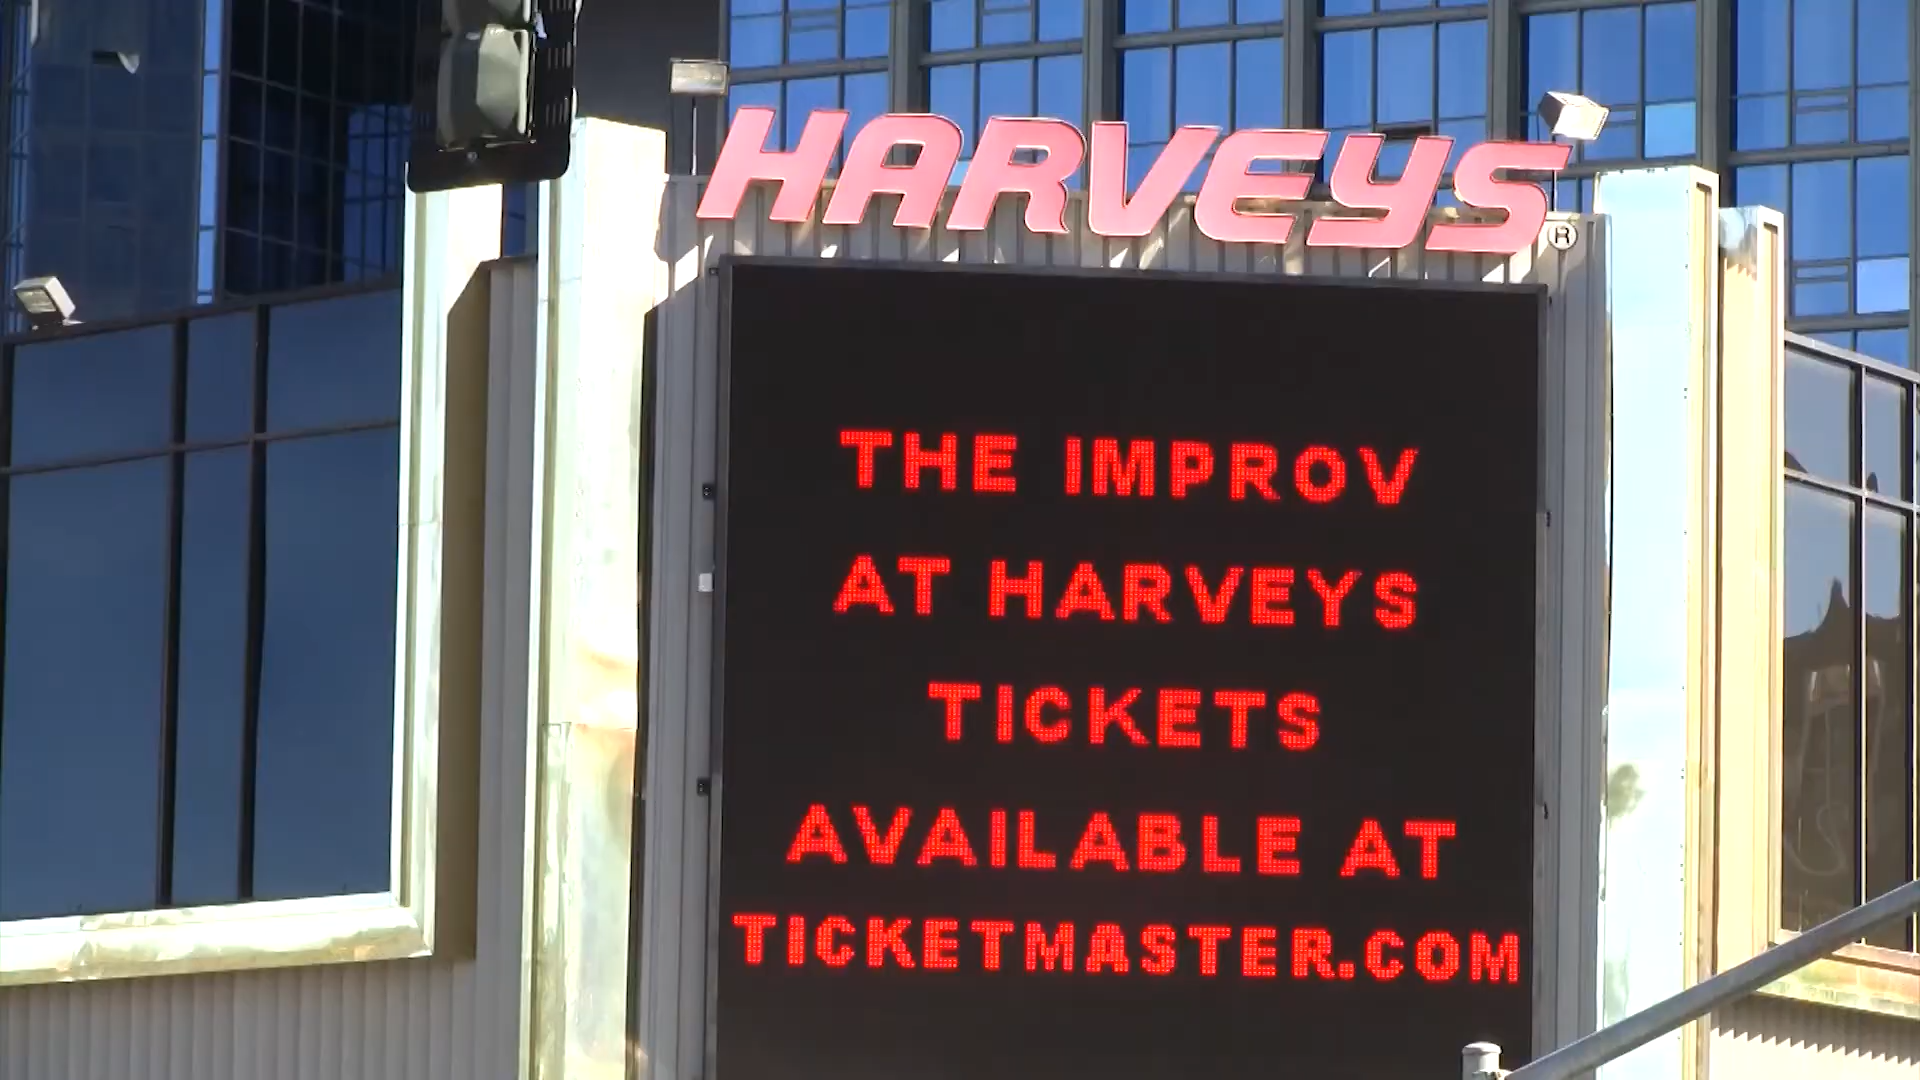 HARVEYS
®
THE IMPROV
AT HARVEYS
TICKETS
AVAILABLE AT
TICKETMASTER.COM